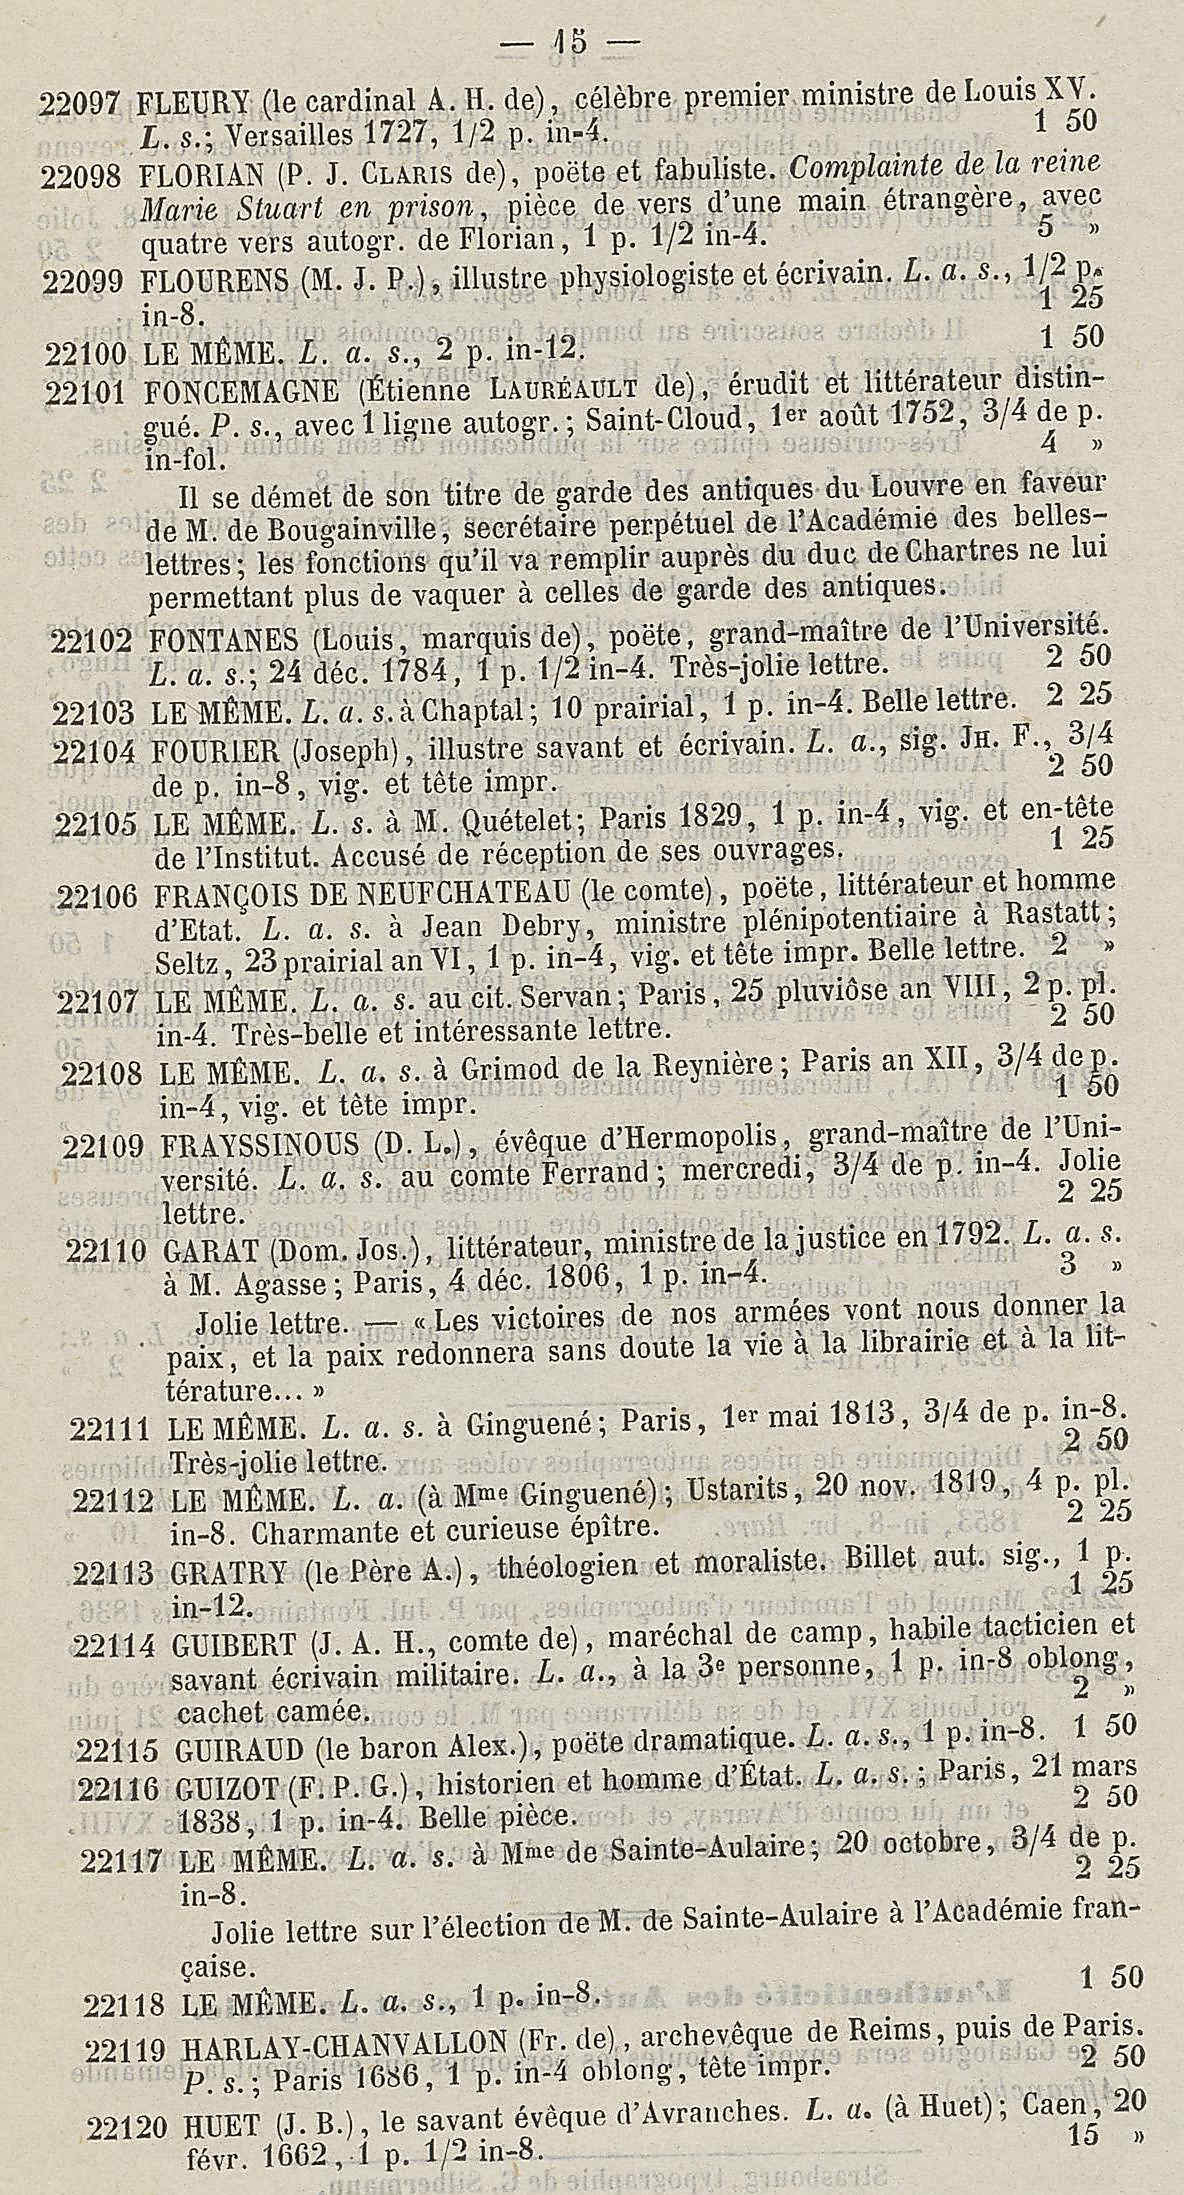 — 15 —
22097 FLEURY (le cardinal A. H. de), célèbre premier ministre de Louis XV.
L. s.; Versailles 1727, 1/2 p. in-4. 1 50
22098 FLORIAN (P. J. CLARIS de), poëte et fabuliste. Complainte de la reine
Marie Stuart en prison, pièce de vers d'une main étrangère, avec
quatre vers autogr. de Florian, 1 p. 1/2 in-4. 5 »
22099 FLOURENS (M. J. P.), illustre physiologiste et écrivain. L. a. s., 1/2 p.
in-8. 1 25
22100 LE MÊME. L. a. s., 2 p. in-12. 1 50
22101 FONCEMAGNE (Étienne LAURÉAULT de), érudit et littérateur distin-
gué. P. s., avec 1 ligne autogr.; Saint-Cloud, 1er août 1752, 3/4 de p.
in-fol. 4 »
Il se démet de son titre de garde des antiques du Louvre en faveur
de M. de Bougainville, secrétaire perpétuel de l'Académie des belles-
lettres; les fonctions qu'il va remplir auprès du duc de Chartres ne lui
permettant plus de vaquer à celles de garde des antiques.
22102 FONTANES (Louis, marquis de), poëte, grand-maître de l'Université.
L. a. s.; 24 déc. 1784, 1 p. 1/2 in-4. Très-jolie lettre. 2 50
22103 LE MÊME. L. a. s. à Chaptal; 10 prairial, 1 p. in-4. Belle lettre. 2 25
22104 FOURIER (Joseph), illustre savant et écrivain. L. a., sig. JH. F., 3/4
de p. in-8, vig. et tête impr. 2 50
22105 LE MÊME. L. s. à M. Quételet; Paris 1829, 1 p. in-4, vig. et en-tête
de l'Institut. Accusé de réception de ses ouvrages. 1 25
22106 FRANÇOIS DE NEUFCHATEAU (le comte), poëte, littérateur et homme
d'Etat. L. a. s. à Jean Debry, ministre plénipotentiaire à Rastatt;
Seltz, 23 prairial an VI, 1 p. in-4, vig. et tête impr. Belle lettre. 2 »
22107 LE MÊME. L. a. s. au cit. Servan; Paris, 25 pluviôse an VIII, 2 p. pl.
in-4. Très-belle et intéressante lettre. 2 50
22108 LE MÊME. L. a. s. à Grimod de la Reynière; Paris an XII, 3/4 de p.
in-4, vig. et tête impr. 1 50
22109 FRAYSSINOUS (D. L.), évêque d'Hermopolis, grand-maître de l'Uni-
versité. L. a. s. au comte Ferrand; mercredi, 3/4 de p. in-4. Jolie
lettre. 2 25
22110 GARAT (Dom. Jos.), littérateur, ministre de la justice en 1792. L. a. s.
à M. Agasse; Paris, 4 déc. 1806, 1 p. in-4. 3 »
Jolie lettre. — « Les victoires de nos armées vont nous donner la
paix, et la paix redonnera sans doute la vie à la librairie et à la lit-
térature... »
22111 LE MÊME. L. a. s. à Ginguené; Paris, 1er mai 1813, 3/4 de p. in-8.
Très-jolie lettre. 2 50
22112 LE MÊME. L. a. (à Mme Ginguené); Ustarits, 20 nov. 1819, 4 p. pl.
in-8. Charmante et curieuse épître. 2 25
22113 GRATRY (le Père A.), théologien et moraliste. Billet aut. sig., 1 p.
in-12. 1 25
22114 GUIBERT (J. A. H., comte de), maréchal de camp, habile tacticien et
savant écrivain militaire. L. a., à la 3e personne, 1 p. in-8 oblong,
cachet camée. 2 »
22115 GUIRAUD (le baron Alex.), poëte dramatique. L. a. s., 1 p. in-8. 1 50
22116 GUIZOT (F. P. G.), historien et homme d'État. L. a. s.; Paris, 21 mars
1838, 1 p. in-4. Belle pièce. 2 50
22117 LE MÊME. L. a. s. à Mme de Sainte-Aulaire; 20 octobre, 3/4 de p.
in-8. 2 25
Jolie lettre sur l'élection de M. de Sainte-Aulaire à l'Académie fran-
çaise.
22118 LE MÊME. L. a. s., 1 p. in-8. 1 50
22119 HARLAY-CHANVALLON (Fr. de), archevêque de Reims, puis de Paris.
P. s.; Paris 1686, 1 p. in-4 oblong, tête impr. 2 50
22120 HUET (J. B.), le savant évêque d'Avranches. L. a. (à Huet); Caen, 20
févr. 1662, 1 p. 1/2 in-8. 15 »